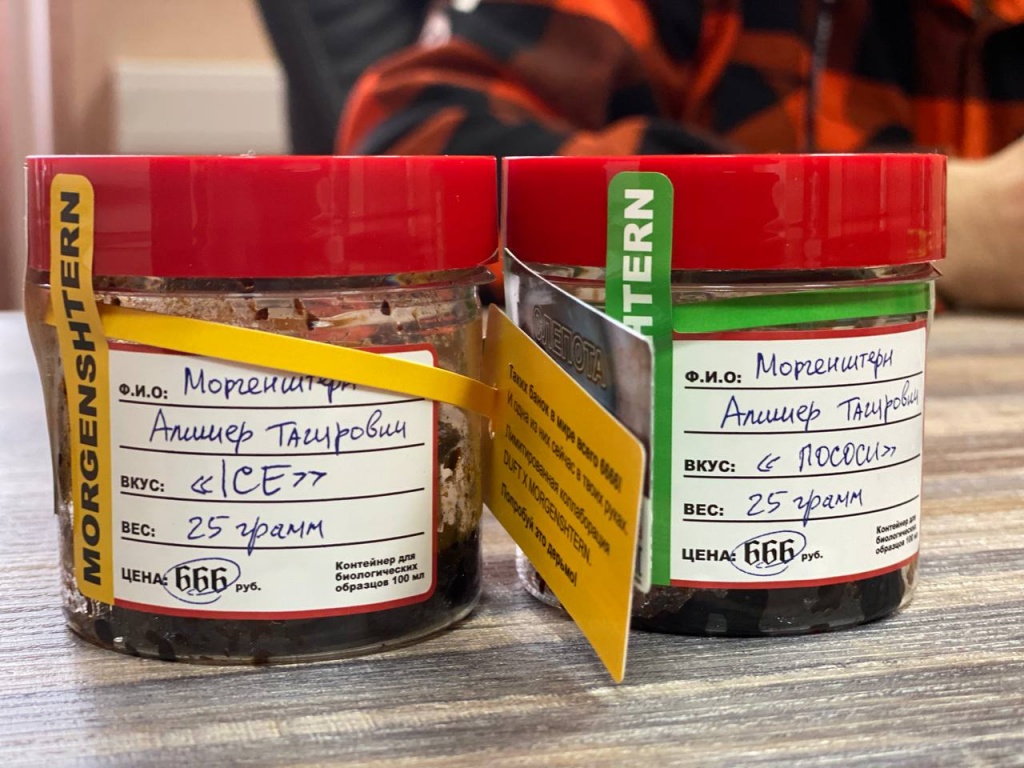 MORGENSHTERN
Ф.И.О: Моргенштерн
Алишер Тагирович
ВКУС: «ICE»
ВЕС: 25 грамм
ЦЕНА: 666 руб.
Контейнер для
биологических
образцов 100 мл
СЛЕПОТА
Таких банок в мире всего 6666!
И одна из них сейчас в твоих руках.
Лимитированная коллаборация
DUFT X MORGENSHTERN.
Попробуй это дерьмо!
HTERN
Ф.И.О: Моргенштерн
Алишер Тагирович
ВКУС: «ПОСОСИ»
ВЕС: 25 грамм
ЦЕНА: 666 руб.
Контейнер для
биологических
образцов 100 мл